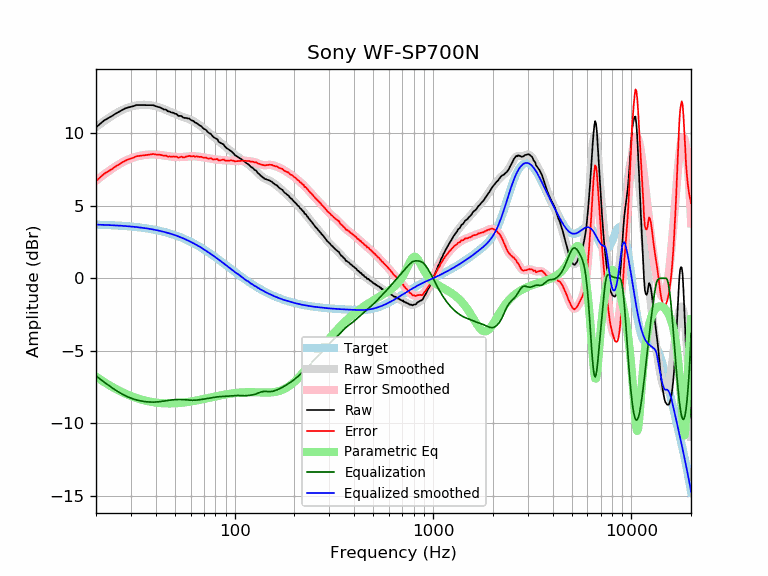 Sony WF-SP700N
Amplitude (dBr)
10
5
0
−5
−10
−15
Target
Raw Smoothed
Error Smoothed
Raw
Error
Parametric Eq
Equalization
Equalized smoothed
100
1000
10000
Frequency (Hz)